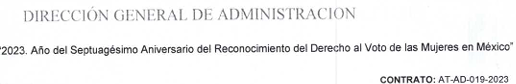 DIRECCIÓN GENERAL DE ADMINISTRACION
"2023. Año del Septuagésimo Aniversario del Reconocimiento del Derecho al Voto de las Mujeres en México"
CONTRATO: AT-AD-019-2023